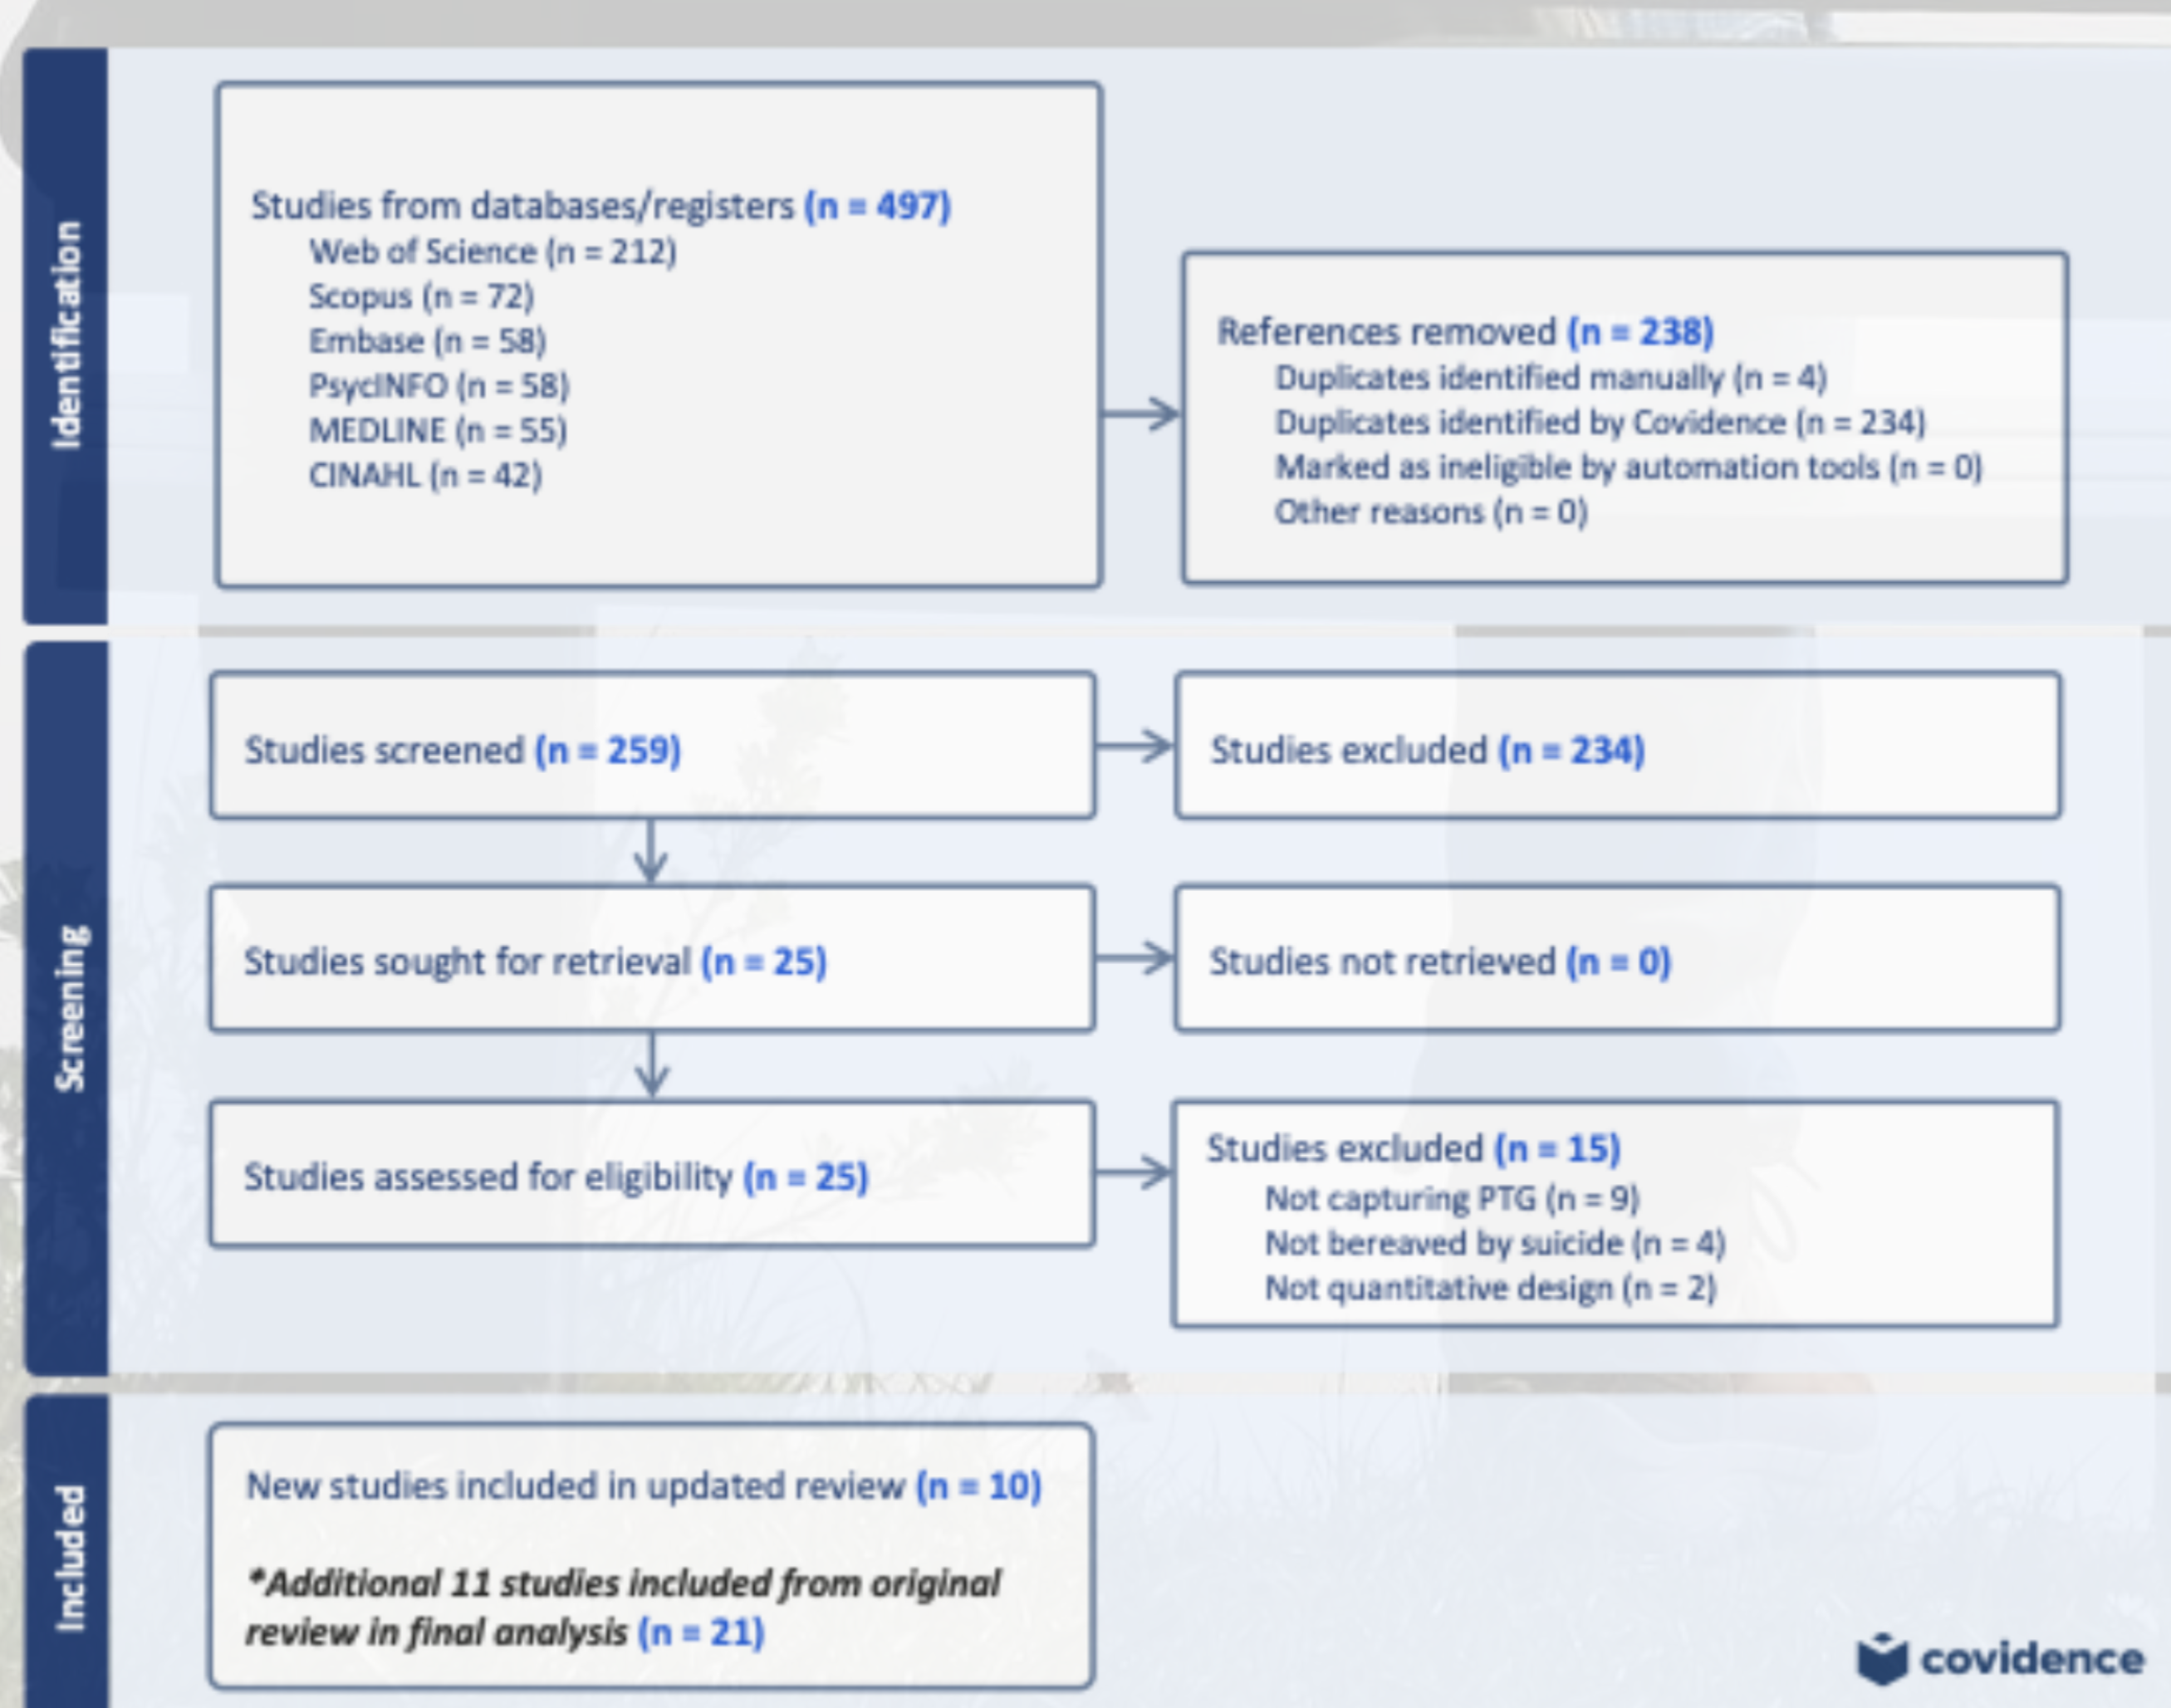 Identification
Studies from databases/registers (n = 497)
Web of Science (n = 212)
Scopus (n = 72)
Embase (n = 58)
PsycINFO (n = 58)
MEDLINE (n = 55)
CINAHL (n = 42)
References removed (n = 238)
Duplicates identified manually (n = 4)
Duplicates identified by Covidence (n = 234)
Marked as ineligible by automation tools (n = 0)
Other reasons (n = 0)
Screening
Studies screened (n = 259)
Studies excluded (n = 234)
Studies sought for retrieval (n = 25)
Studies not retrieved (n = 0)
Studies assessed for eligibility (n = 25)
Studies excluded (n = 15)
Not capturing PTG (n = 9)
Not bereaved by suicide (n = 4)
Not quantitative design (n = 2)
Included
New studies included in updated review (n = 10)
*Additional 11 studies included from original
review in final analysis (n = 21)
covidence